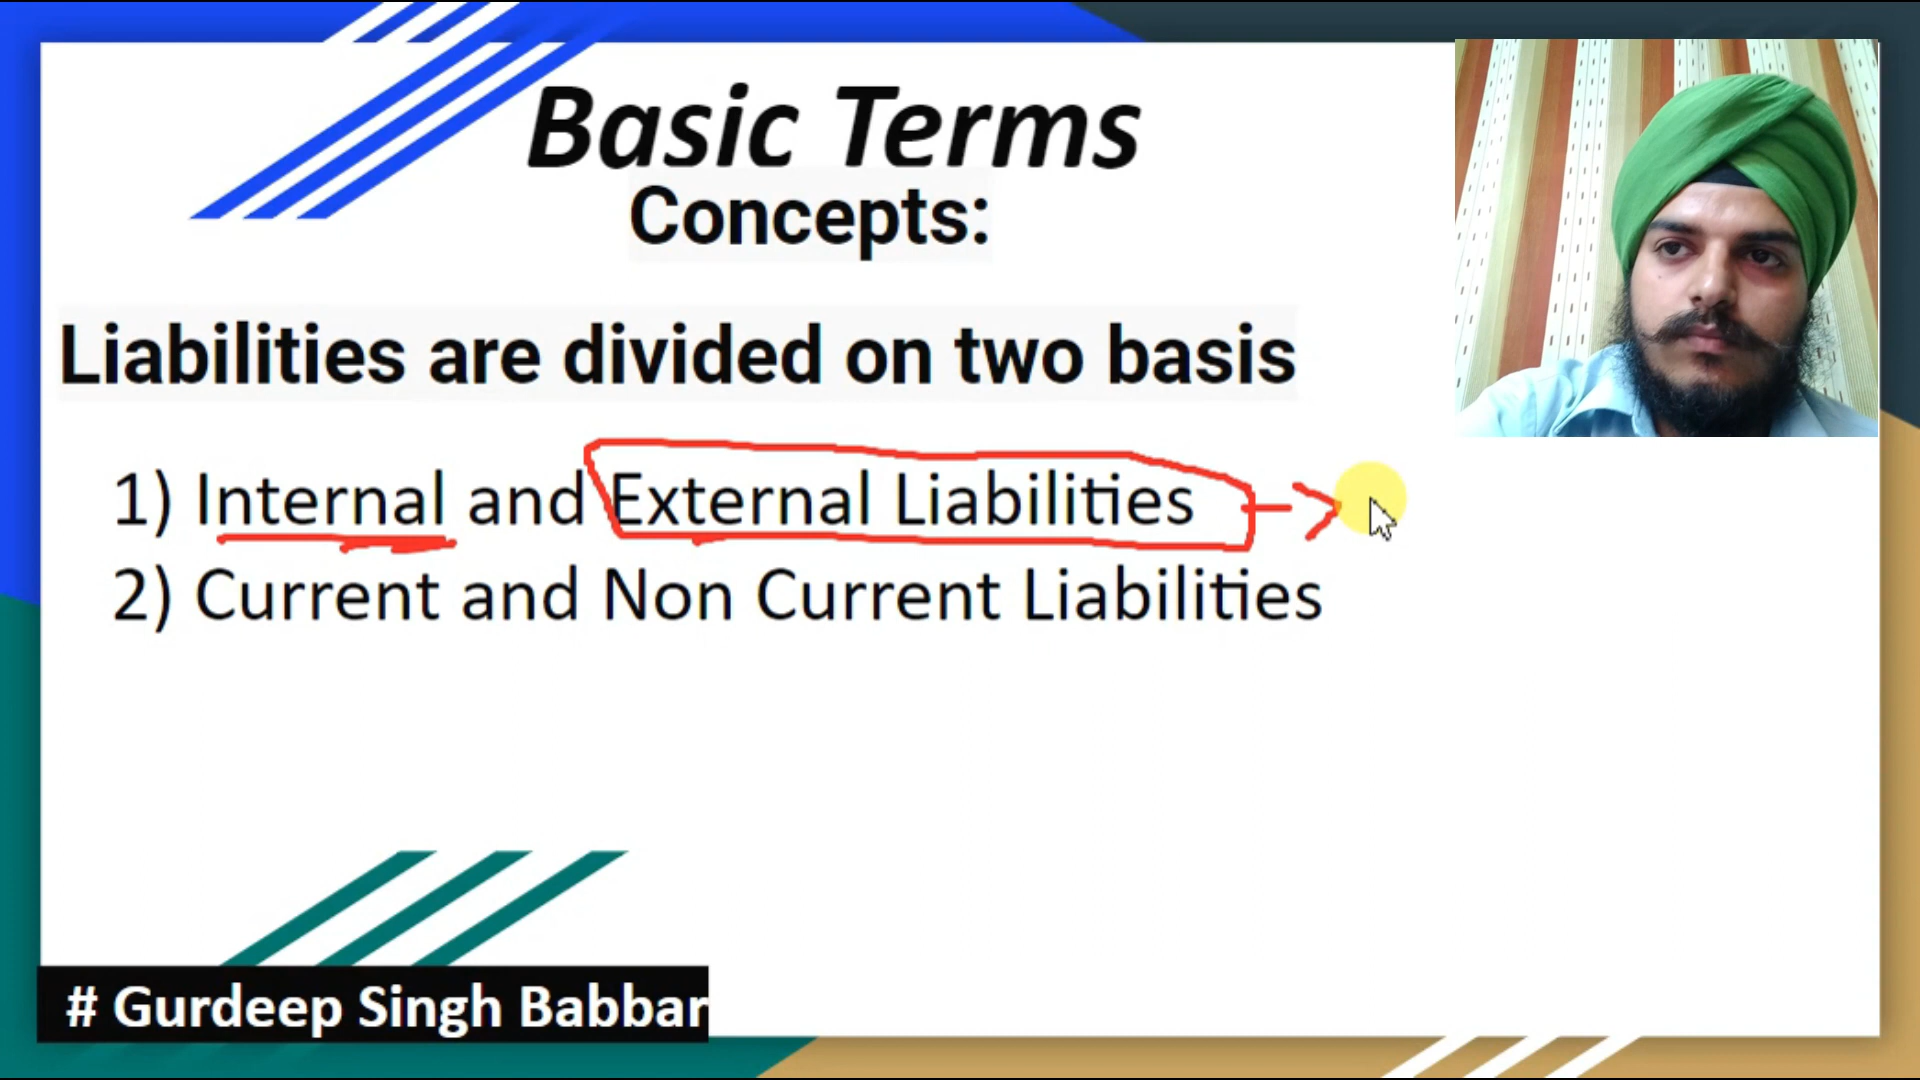 Basic Terms
Concepts:
Liabilities are divided on two basis
1) Internal and External Liabilities
2) Current and Non Current Liabilities
# Gurdeep Singh Babbar